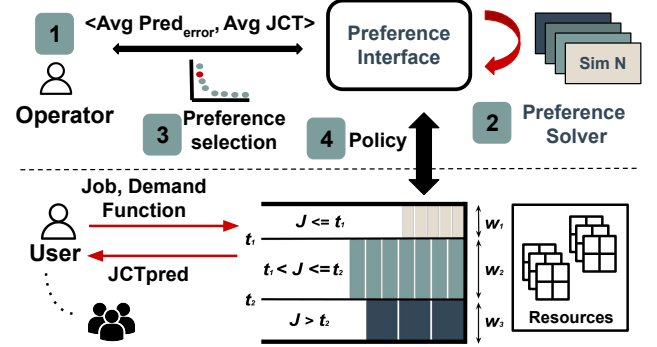 1
<Avg Pred_error, Avg JCT>
Operator
3
Preference
selection
Preference
Interface
4
Policy
Sim N
2
Preference
Solver
Job, Demand
Function
User
JCTpred
t₁
t₂
J <= t₁
t₁ < J <= t₂
J > t₂
w₁
w₂
w₃
Resources